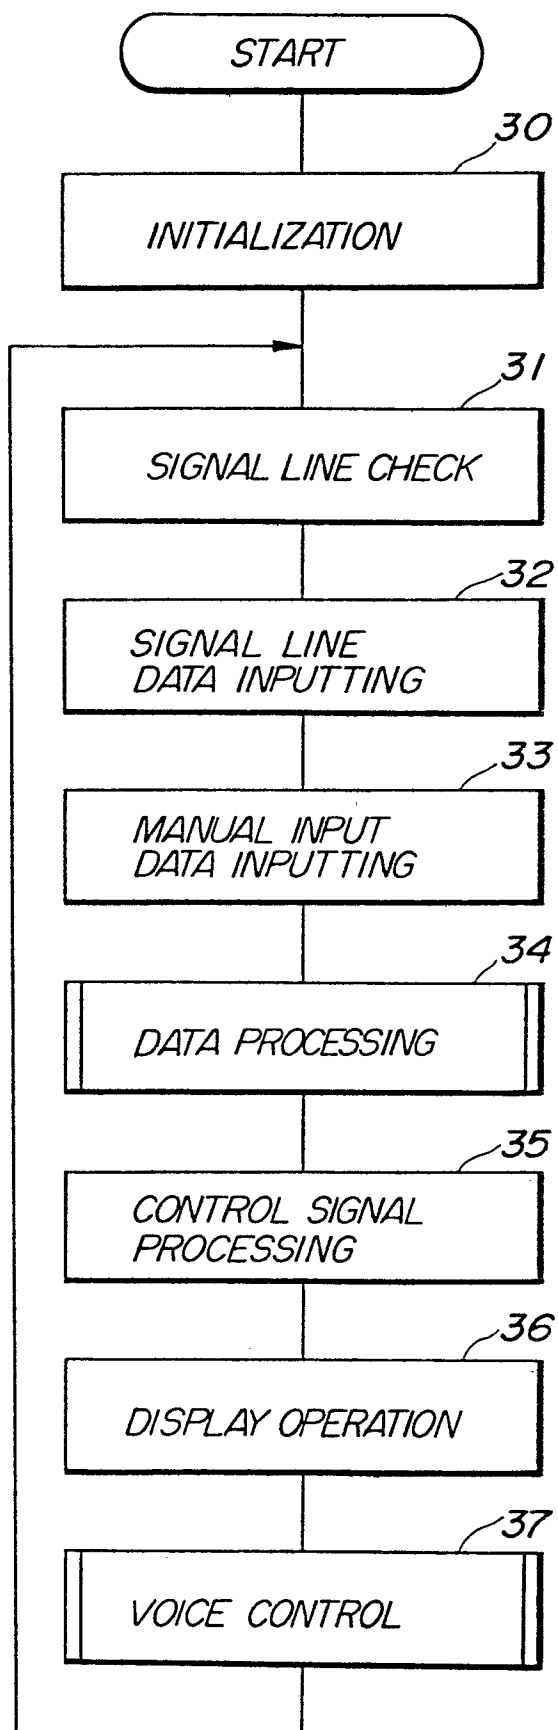 START
30
INITIALIZATION
31
SIGNAL LINE CHECK
32
SIGNAL LINE
DATA INPUTTING
33
MANUAL INPUT
DATA INPUTTING
34
DATA PROCESSING
35
CONTROL SIGNAL
PROCESSING
36
DISPLAY OPERATION
37
VOICE CONTROL